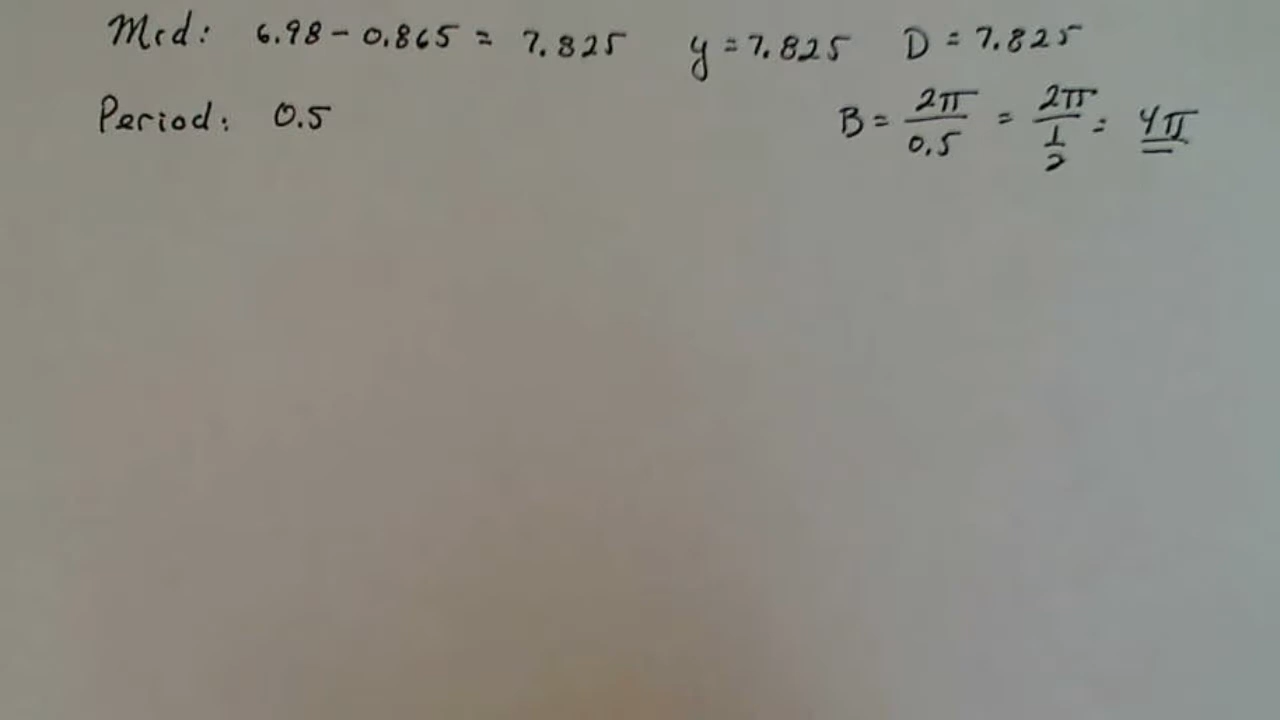 Mid: 6.98 - 0.865 = 7.825 y = 7.825 D = 7.825
Period: 0.5 B = 2π/0.5 = 2π/(1/2) = 4π